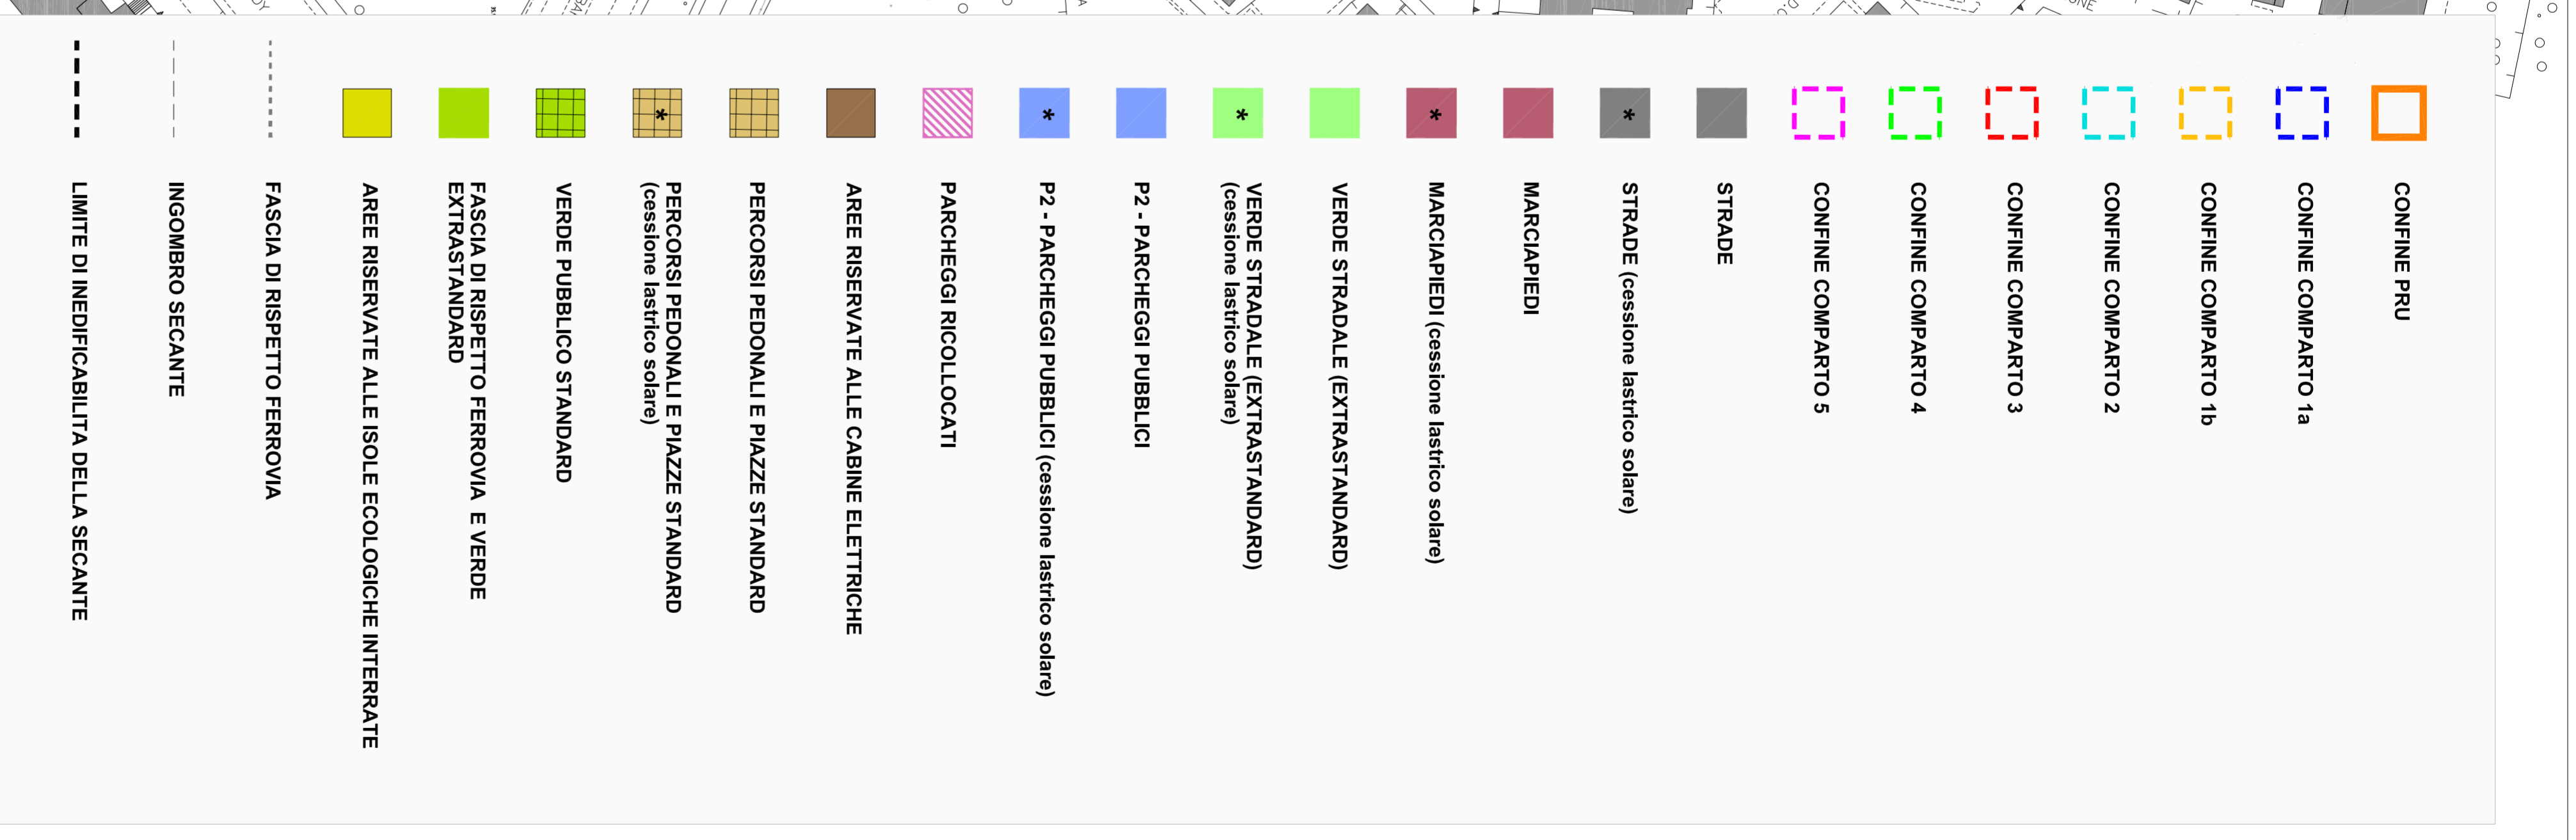 CONFINE PRU
CONFINE COMPARTO 1a
CONFINE COMPARTO 1b
CONFINE COMPARTO 2
CONFINE COMPARTO 3
CONFINE COMPARTO 4
CONFINE COMPARTO 5
STRADE
* STRADE (cessione lastrico solare)
MARCIAPIEDI
* MARCIAPIEDI (cessione lastrico solare)
VERDE STRADALE (EXTRASTANDARD)
* VERDE STRADALE (EXTRASTANDARD)
(cessione lastrico solare)
P2 - PARCHEGGI PUBBLICI
* P2 - PARCHEGGI PUBBLICI (cessione lastrico solare)
PARCHEGGI RICOLLOCATI
AREE RISERVATE ALLE CABINE ELETTRICHE
PERCORSI PEDONALI E PIAZZE STANDARD
* PERCORSI PEDONALI E PIAZZE STANDARD
(cessione lastrico solare)
VERDE PUBBLICO STANDARD
FASCIA DI RISPETTO FERROVIA E VERDE
EXTRASTANDARD
AREE RISERVATE ALLE ISOLE ECOLOGICHE INTERRATE
FASCIA DI RISPETTO FERROVIA
INGOMBRO SECANTE
LIMITE DI INEDIFICABILITA DELLA SECANTE